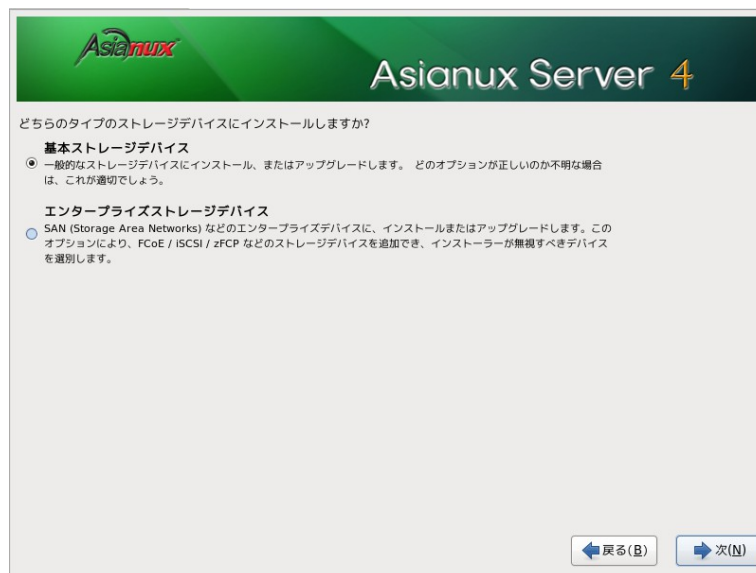 Asianux
Asianux Server 4
どちらのタイプのストレージデバイスにインストールしますか?
基本ストレージデバイス
一般的なストレージデバイスにインストール、またはアップグレードします。 どのオプションが正しいのか不明な場合
は、これが適切でしょう。
エンタープライズストレージデバイス
SAN (Storage Area Networks) などのエンタープライズデバイスに、インストールまたはアップグレードします。この
オプションにより、FCoE / iSCSI / zFCP などのストレージデバイスを追加でき、インストーラーが無視すべきデバイス
を選別します。
戻る(B)
次(N)